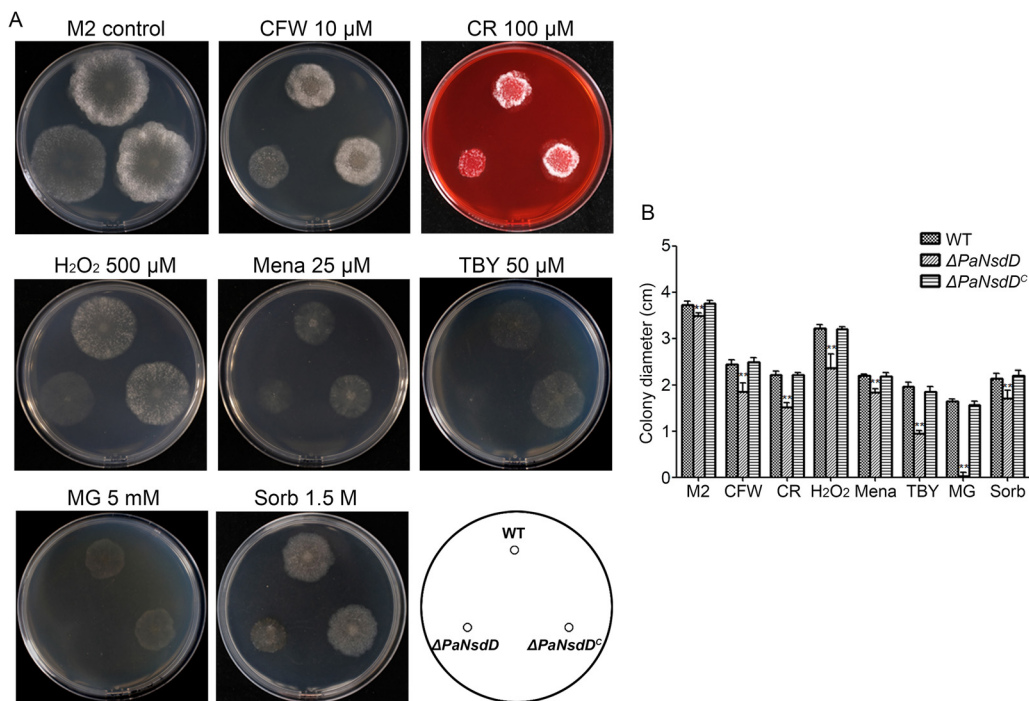 A
M2 control
CFW 10 µM
CR 100 µM
H₂O₂ 500 µM
Mena 25 µM
TBY 50 µM
MG 5 mM
Sorb 1.5 M
WT
ΔPaNsdD
ΔPaNsdDᶜ
B
WT
ΔPaNsdD
ΔPaNsdDᶜ
Colony diameter (cm)
5
4
3
2
1
0
**
**
**
**
**
**
**
**
M2
CFW
CR
H₂O₂
Mena
TBY
MG
Sorb